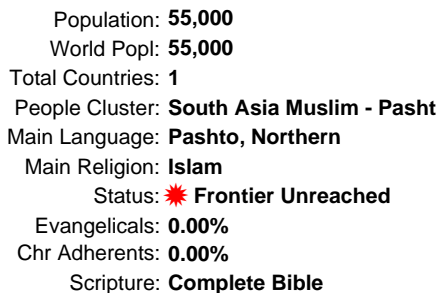 Population: 55,000
World Popl: 55,000
Total Countries: 1
People Cluster: South Asia Muslim - Pasht
Main Language: Pashto, Northern
Main Religion: Islam
Status: Frontier Unreached
Evangelicals: 0.00%
Chr Adherents: 0.00%
Scripture: Complete Bible